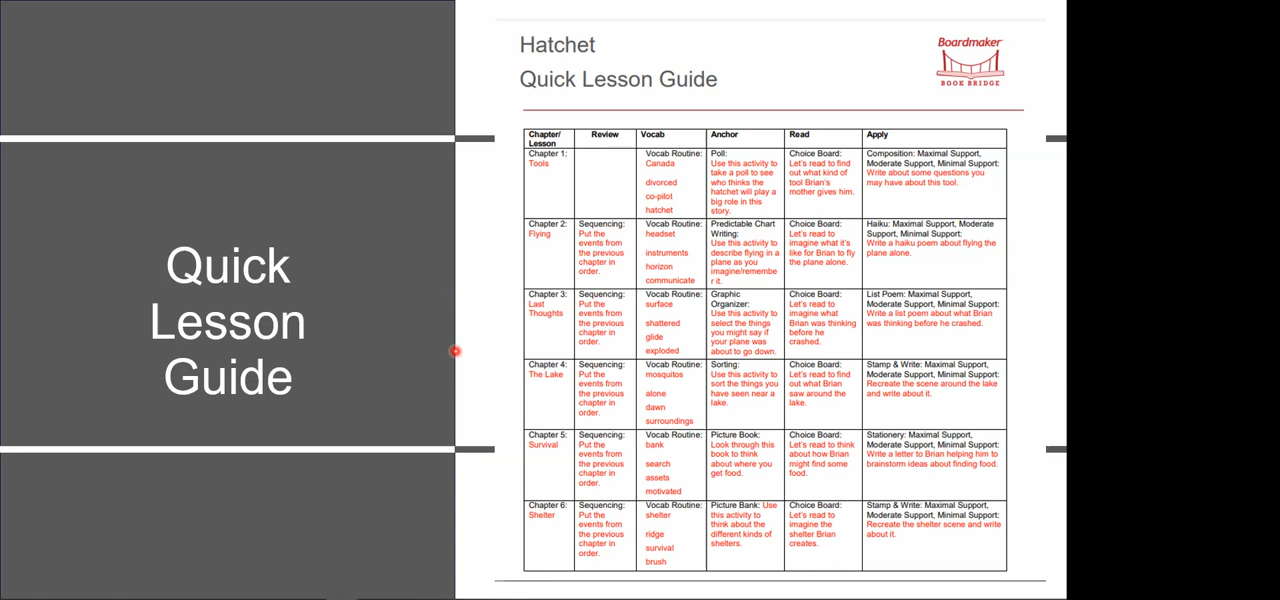 Quick
Lesson
Guide
Hatchet
Quick Lesson Guide
Boardmaker
BOOK BRIDGE
Chapter/
Lesson
Review
Vocab
Anchor
Read
Apply
Chapter 1:
Tools
Vocab Routine:
Canada
divorced
co-pilot
hatchet
Poll:
Use this activity to
take a poll to see
who thinks the
hatchet will play a
big role in this
story.
Choice Board:
Let's read to find
out what kind of
tool Brian's
mother gives him.
Composition: Maximal Support,
Moderate Support, Minimal Support:
Write about some questions you
may have about this tool.
Chapter 2:
Flying
Sequencing:
Put the
events from
the previous
chapter in
order.
Vocab Routine:
headset
instruments
horizon
communicate
Predictable Chart
Writing:
Use this activity to
describe flying in a
plane as you
imagine/remembe
r it.
Choice Board:
Let's read to
imagine what it's
like for Brian to fly
the plane alone.
Haiku: Maximal Support, Moderate
Support, Minimal Support:
Write a haiku poem about flying the
plane alone.
Chapter 3:
Last
Thoughts
Sequencing:
Put the
events from
the previous
chapter in
order.
Vocab Routine:
surface
shattered
glide
exploded
Graphic
Organizer:
Use this activity to
select the things
you might say if
your plane was
about to go down.
Choice Board:
Let's read to
imagine what
Brian was thinking
before he
crashed.
List Poem: Maximal Support,
Moderate Support, Minimal Support:
Write a list poem about what Brian
was thinking before he crashed.
Chapter 4:
The Lake
Sequencing:
Put the
events from
the previous
chapter in
order.
Vocab Routine:
mosquitos
alone
dawn
surroundings
Sorting:
Use this activity to
sort the things you
have seen near a
lake.
Choice Board:
Let's read to find
out what Brian
saw around the
lake.
Stamp & Write: Maximal Support,
Moderate Support, Minimal Support:
Recreate the scene around the lake
and write about it.
Chapter 5:
Survival
Sequencing:
Put the
events from
the previous
chapter in
order.
Vocab Routine:
bank
search
assets
motivated
Picture Book:
Look through this
book to think
about where you
get food.
Choice Board:
Let's read to think
about how Brian
might find some
food.
Stationery: Maximal Support,
Moderate Support, Minimal Support:
Write a letter to Brian helping him to
brainstorm ideas about finding food.
Chapter 6:
Shelter
Sequencing:
Put the
events from
the previous
chapter in
order.
Vocab Routine:
shelter
ridge
survival
brush
Picture Bank: Use
this activity to
think about the
different kinds of
shelters.
Choice Board:
Let's read to
imagine the
shelter Brian
creates.
Stamp & Write: Maximal Support,
Moderate Support, Minimal Support:
Recreate the shelter scene and write
about it.